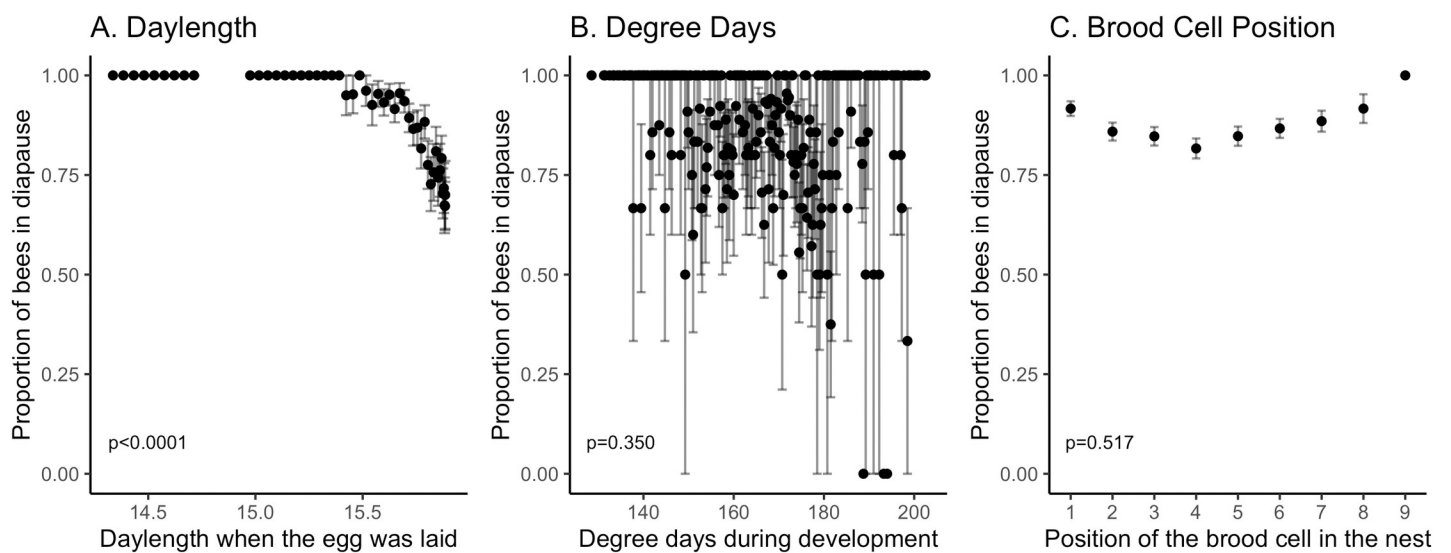 A. Daylength
Proportion of bees in diapause
1.00
0.75
0.50
0.25
0.00
p<0.0001
14.5 15.0 15.5
Daylength when the egg was laid
B. Degree Days
Proportion of bees in diapause
1.00
0.75
0.50
0.25
0.00
p=0.350
140 160 180 200
Degree days during development
C. Brood Cell Position
Proportion of bees in diapause
1.00
0.75
0.50
0.25
0.00
p=0.517
1 2 3 4 5 6 7 8 9
Position of the brood cell in the nest